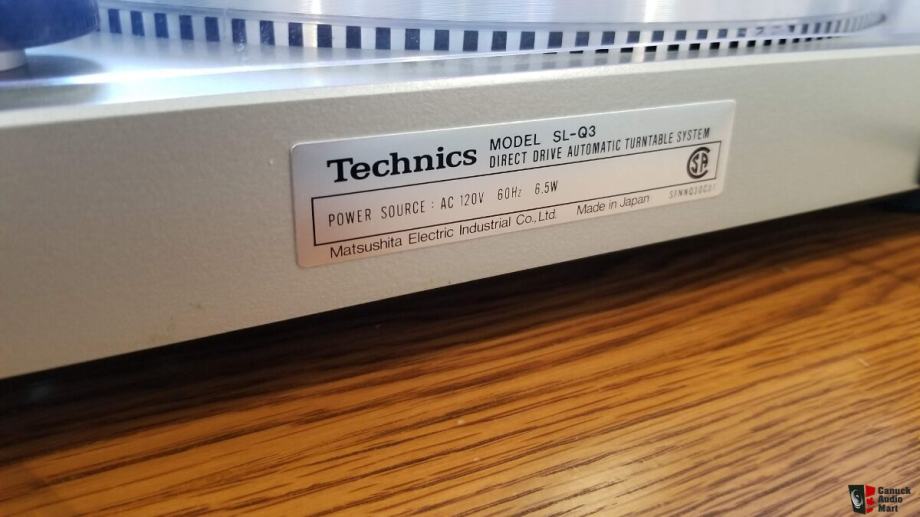 Technics MODEL SL-Q3
DIRECT DRIVE AUTOMATIC TURNTABLE SYSTEM
POWER SOURCE : AC 120V 60Hz 6.5W
Matsushita Electric Industrial Co., Ltd. Made in Japan
Canuck
Audio
Mart